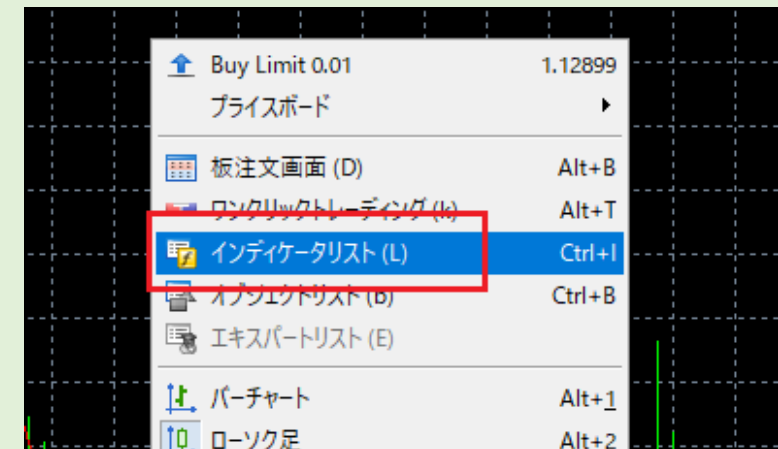 Buy Limit 0.01 1.12899
プライスボード
板注文画面 (D) Alt+B
ワンクリックトレーディング (k) Alt+T
インディケータリスト (L) Ctrl+I
オブジェクトリスト (B) Ctrl+B
エキスパートリスト (E)
バーチャート Alt+1
ローソク足 Alt+2